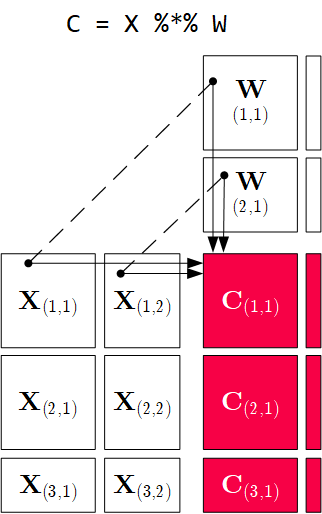 C = X %*% W
W
(1,1)
W
(2,1)
X(1,1) X(1,2) C(1,1)
X(2,1) X(2,2) C(2,1)
X(3,1) X(3,2) C(3,1)